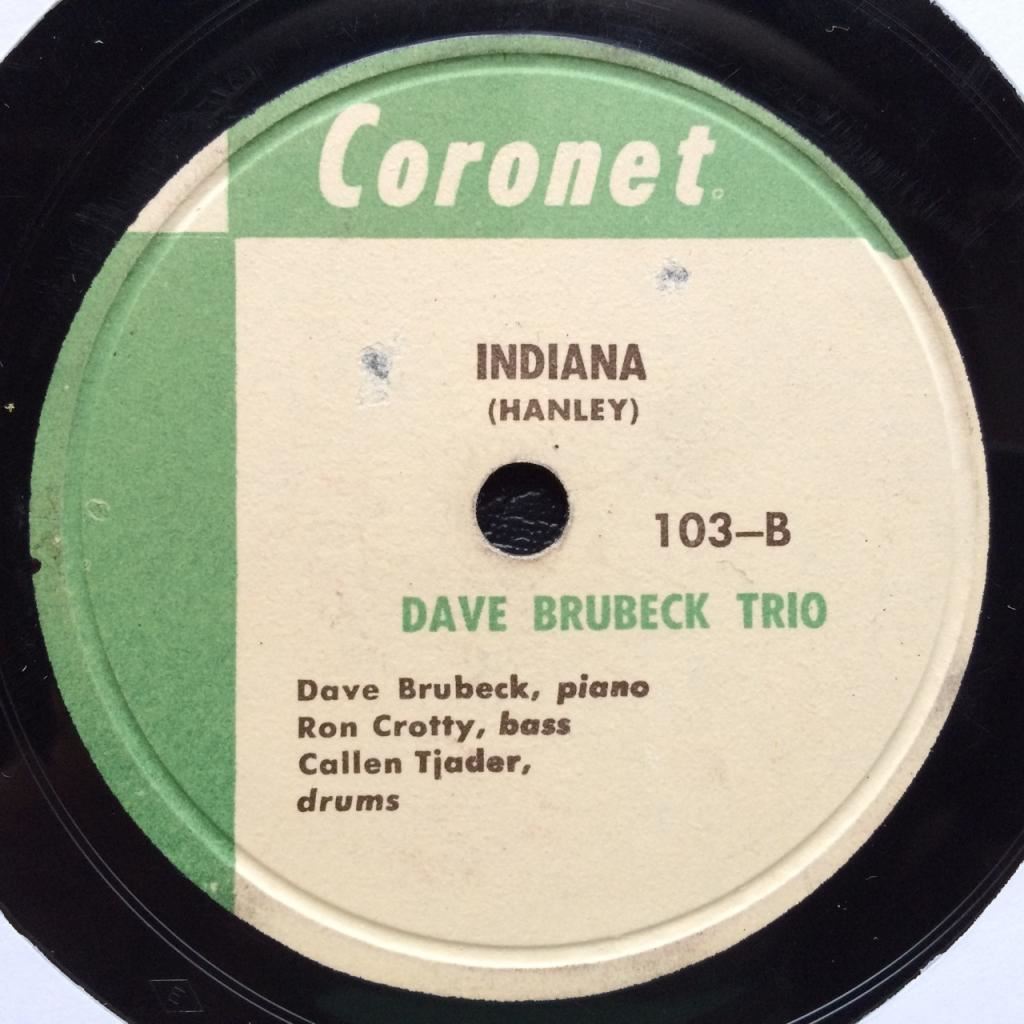 Coronet
INDIANA
(HANLEY)
103–B
DAVE BRUBECK TRIO
Dave Brubeck, piano
Ron Crotty, bass
Callen Tjader,
drums
E